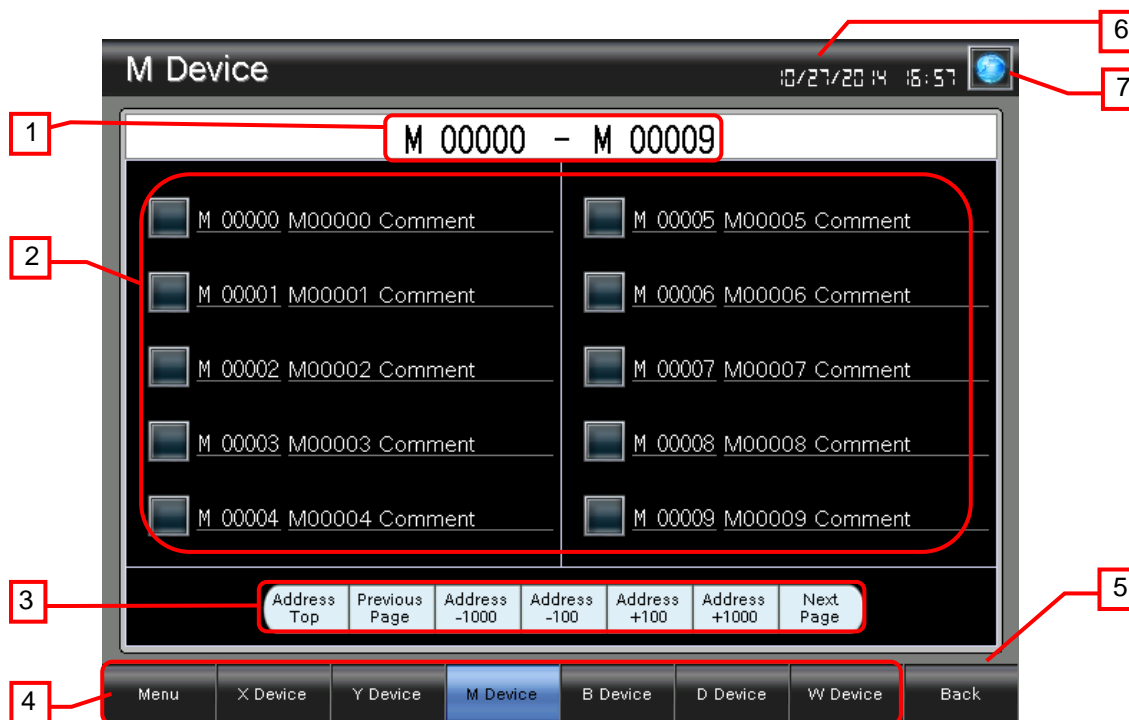 6
M Device
10/27/2014 16:57
7
1
M 00000 - M 00009
2
M 00000 M00000 Comment
M 00001 M00001 Comment
M 00002 M00002 Comment
M 00003 M00003 Comment
M 00004 M00004 Comment
M 00005 M00005 Comment
M 00006 M00006 Comment
M 00007 M00007 Comment
M 00008 M00008 Comment
M 00009 M00009 Comment
3
Address Top
Previous Page
Address -1000
Address -100
Address +100
Address +1000
Next Page
5
4
Menu X Device Y Device M Device B Device D Device W Device Back